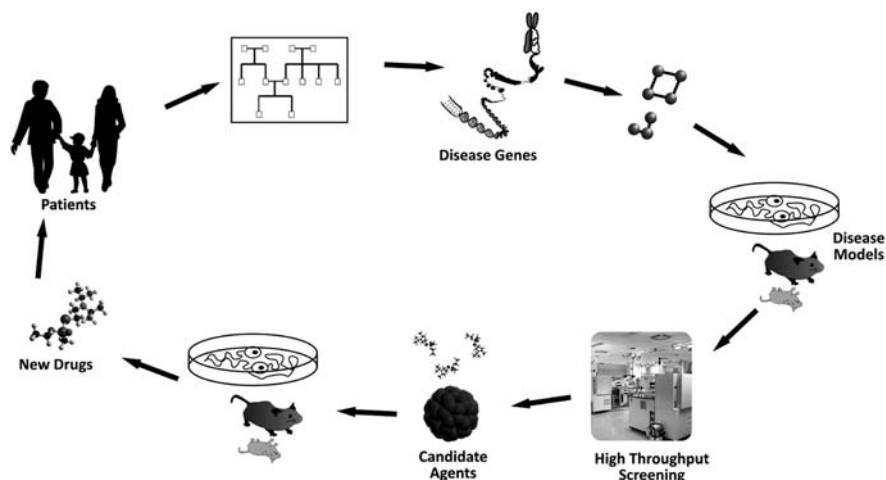 Patients
Disease Genes
Disease
Models
New Drugs
Candidate
Agents
High Throughput
Screening